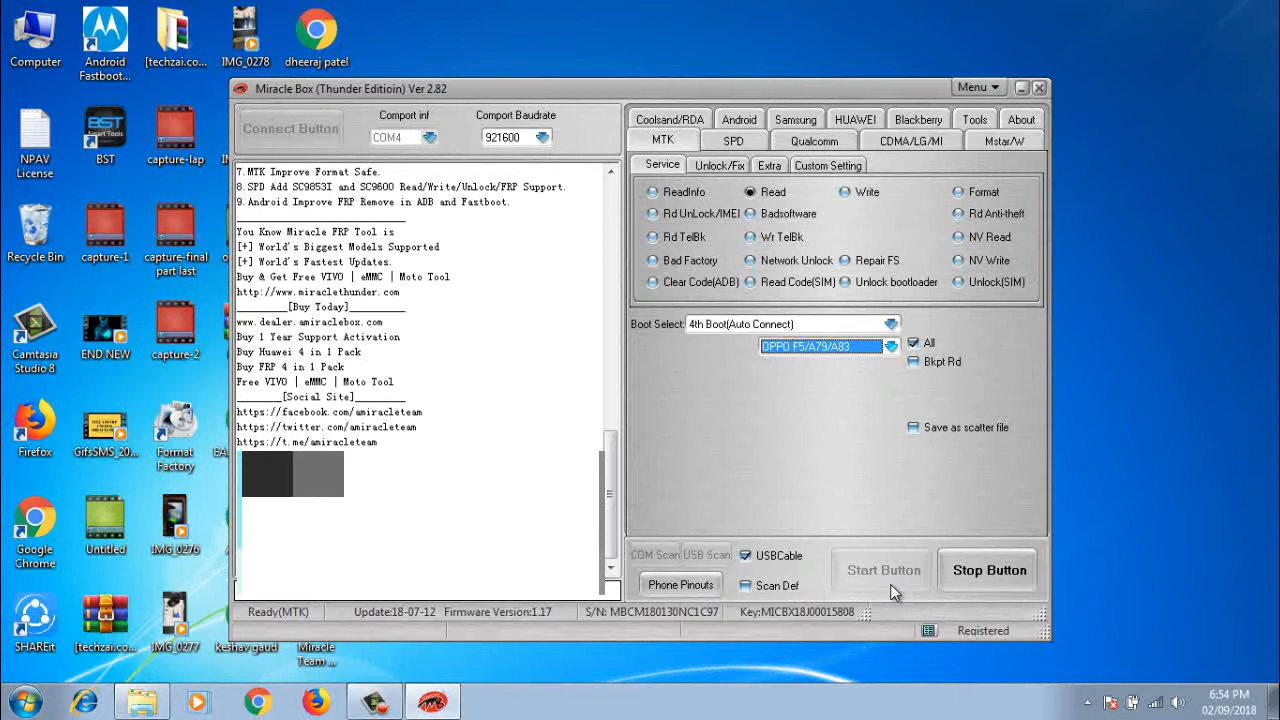 Computer
Android Fastboot...
[techzai.co...
IMG_0278
dheeraj patel
NPAV License
BST
Smart Tools
BST
capture-lap
Recycle Bin
capture-1
capture-final part last
Camtasia Studio 8
END NEW
capture-2
Firefox
GifsSMS_20...
Format Factory
Google Chrome
Untitled
IMG_0276
SHAREit
[techzai.co...
IMG_0277
keshav gaud
Miracle Team ...
Miracle Box (Thunder Editioin) Ver 2.82
Menu
Connect Button
Comport inf
Comport Baudrate
COM4
921600
7.MTK Improve Format Safe.
8.SPD Add SC9853I and SC9600 Read/Write/Unlock/FRP Support.
9.Android Improve FRP Remove in ADB and Fastboot.
You Know Miracle FRP Tool is
[+] World's Biggest Models Supported
[+] World's Fastest Updates.
Buy & Get Free VIVO | eMMC | Moto Tool
http://www.miraclethunder.com
________[Buy Today]________
www.dealer.amiraclebox.com
Buy 1 Year Support Activation
Buy Huawei 4 in 1 Pack
Buy FRP 4 in 1 Pack
Free VIVO | eMMC | Moto Tool
_______[Social Site]_______
https://facebook.com/amiracleteam
https://twitter.com/amiracleteam
https://t.me/amiracleteam
Coolsand/RDA Android Samsung HUAWEI Blackberry Tools About
MTK SPD Qualcomm CDMA/LG/MI Mstar/W
Service Unlock/Fix Extra Custom Setting
ReadInfo Read Write Format
Rd UnLock/IMEI Badsoftware Rd Anti-theft
Rd TelBk Wr TelBk NV Read
Bad Factory Network Unlock Repair FS NV Write
Clear Code(ADB) Read Code(SIM) Unlock bootloader Unlock(SIM)
Boot Select: 4th Boot(Auto Connect)
OPPO F5/A79/A83 All
Bkpt Rd
Save as scatter file
COM Scan USB Scan USBCable
Start Button Stop Button
Phone Pinouts Scan Def
Ready(MTK) Update:18-07-12 Firmware Version:1.17 S/N: MBCM180130NC1C97 Key:MICBX18J00015808
Registered
6:54 PM
02/09/2018